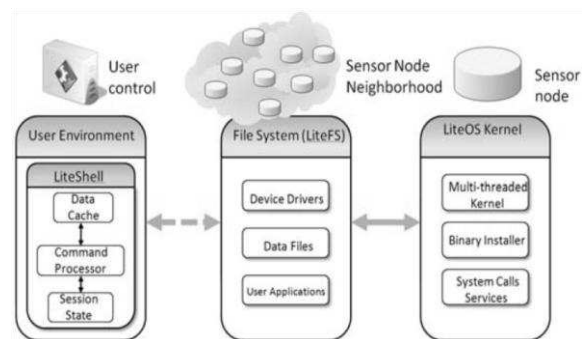 User
control
Sensor Node
Neighborhood
Sensor
node
User Environment
LiteShell
Data
Cache
Command
Processor
Session
State
File System (LiteFS)
Device Drivers
Data Files
User Applications
LiteOS Kernel
Multi-threaded
Kernel
Binary Installer
System Calls
Services